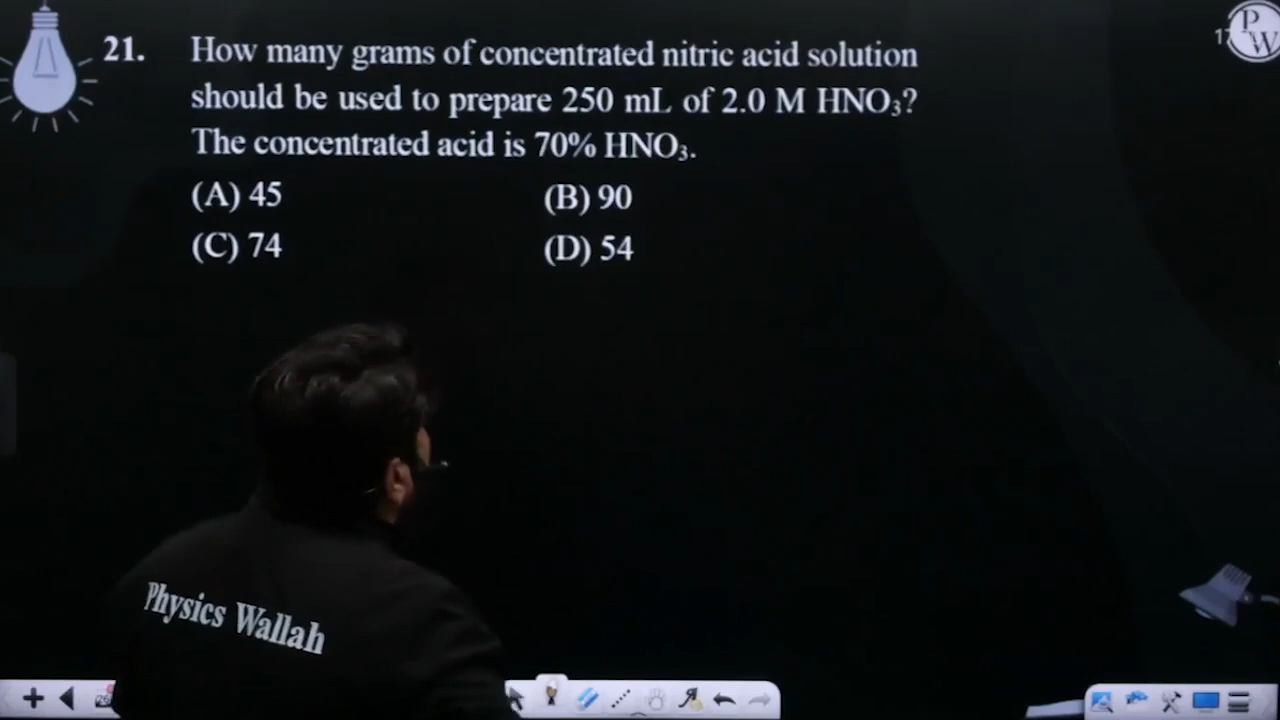 21. How many grams of concentrated nitric acid solution
should be used to prepare 250 mL of 2.0 M HNO₃?
The concentrated acid is 70% HNO₃.
(A) 45 (B) 90
(C) 74 (D) 54
P
W
Physics Wallah